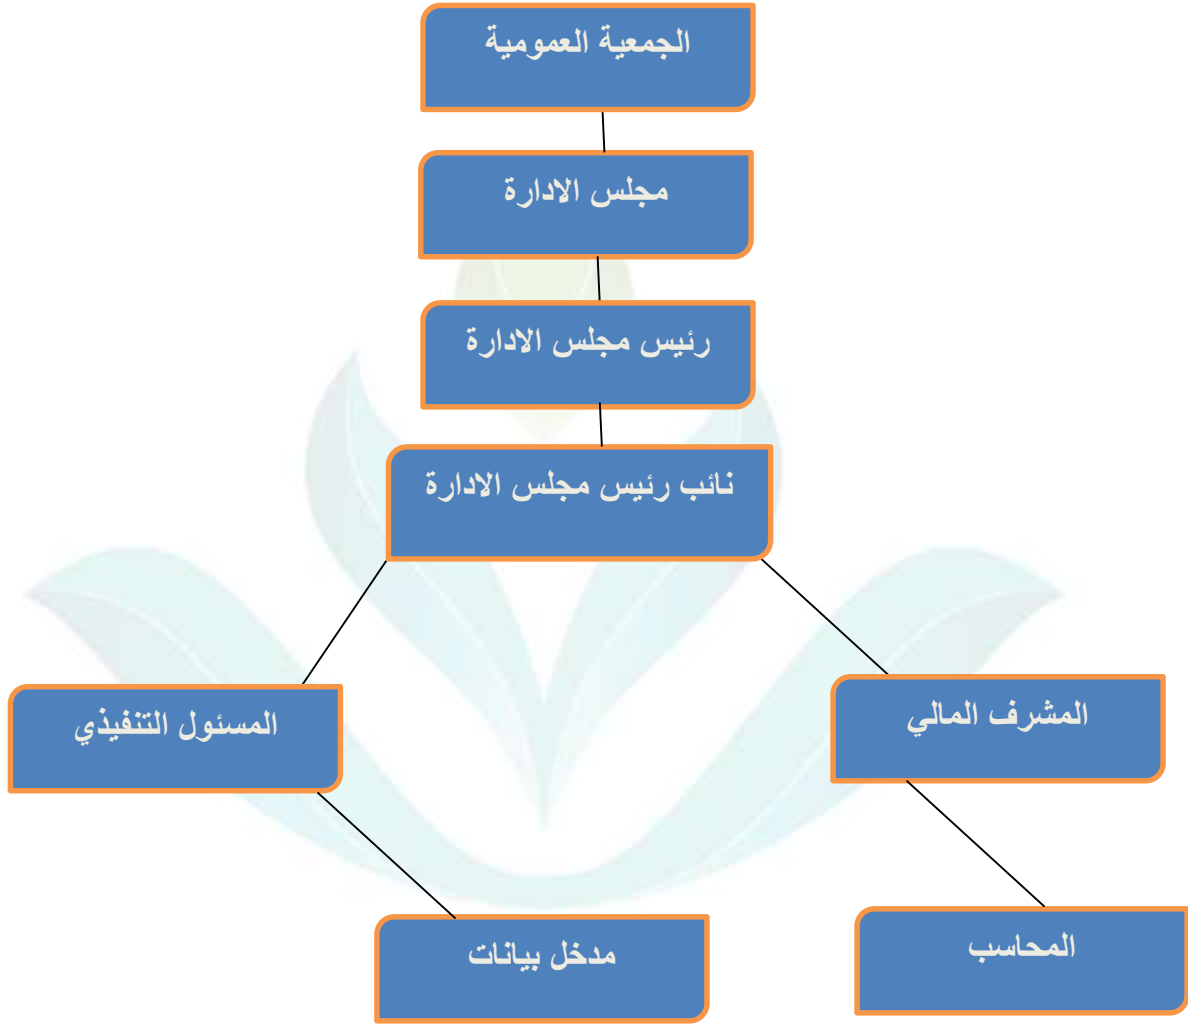 الجمعية العمومية
مجلس الادارة
رئيس مجلس الادارة
نائب رئيس مجلس الادارة
المشرف المالي
المسئول التنفيذي
المحاسب
مدخل بيانات